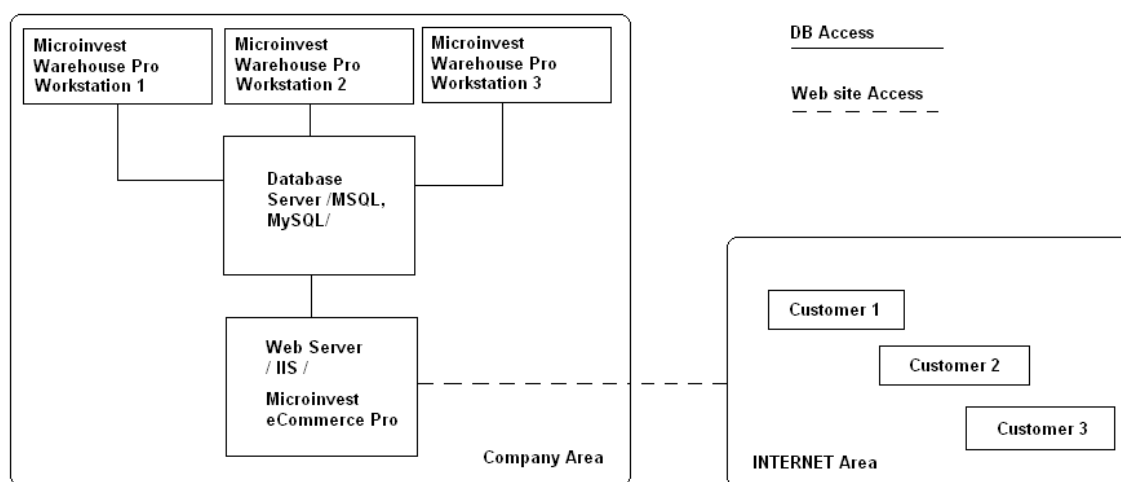 Microinvest
Warehouse Pro
Workstation 1
Microinvest
Warehouse Pro
Workstation 2
Microinvest
Warehouse Pro
Workstation 3
DB Access
Web site Access
Database
Server /MSQL,
MySQL/
Web Server
/ IIS /
Microinvest
eCommerce Pro
Company Area
Customer 1
Customer 2
Customer 3
INTERNET Area